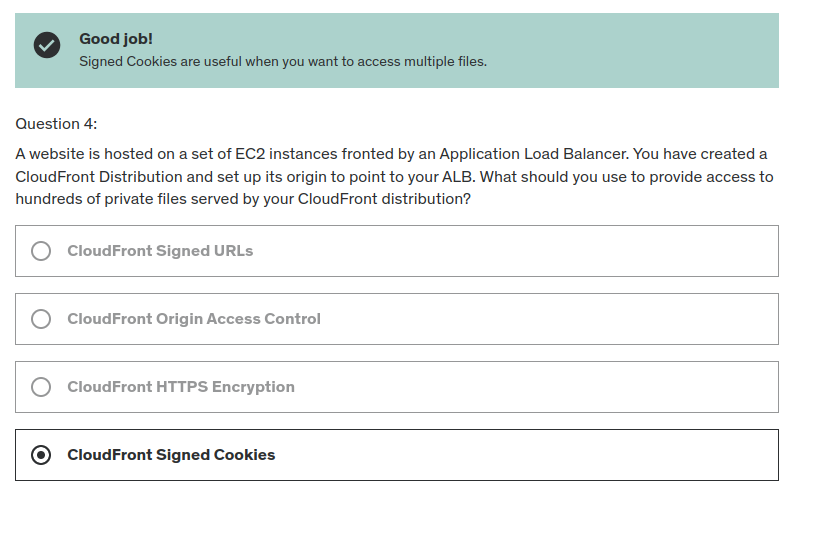 Good job!
Signed Cookies are useful when you want to access multiple files.
Question 4:
A website is hosted on a set of EC2 instances fronted by an Application Load Balancer. You have created a
CloudFront Distribution and set up its origin to point to your ALB. What should you use to provide access to
hundreds of private files served by your CloudFront distribution?
CloudFront Signed URLs
CloudFront Origin Access Control
CloudFront HTTPS Encryption
CloudFront Signed Cookies